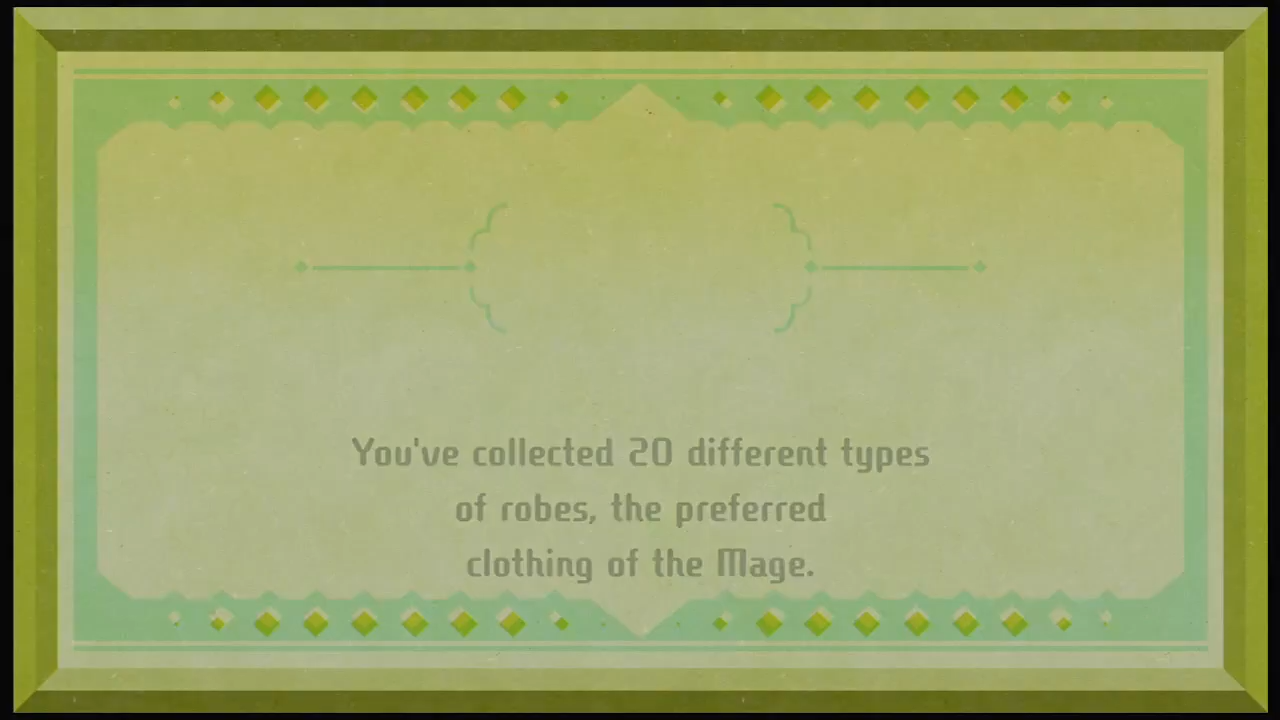 You've collected 20 different types
of robes, the preferred
clothing of the Mage.